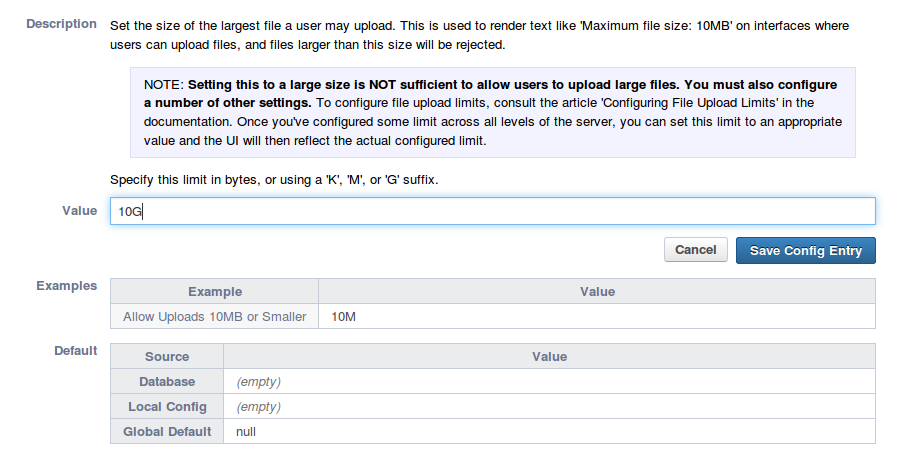 Description Set the size of the largest file a user may upload. This is used to render text like 'Maximum file size: 10MB' on interfaces where
users can upload files, and files larger than this size will be rejected.
NOTE: Setting this to a large size is NOT sufficient to allow users to upload large files. You must also configure
a number of other settings. To configure file upload limits, consult the article 'Configuring File Upload Limits' in the
documentation. Once you've configured some limit across all levels of the server, you can set this limit to an appropriate
value and the UI will then reflect the actual configured limit.
Specify this limit in bytes, or using a 'K', 'M', or 'G' suffix.
Value 10G
Cancel Save Config Entry
Examples Example Value
Allow Uploads 10MB or Smaller 10M
Default Source Value
Database (empty)
Local Config (empty)
Global Default null